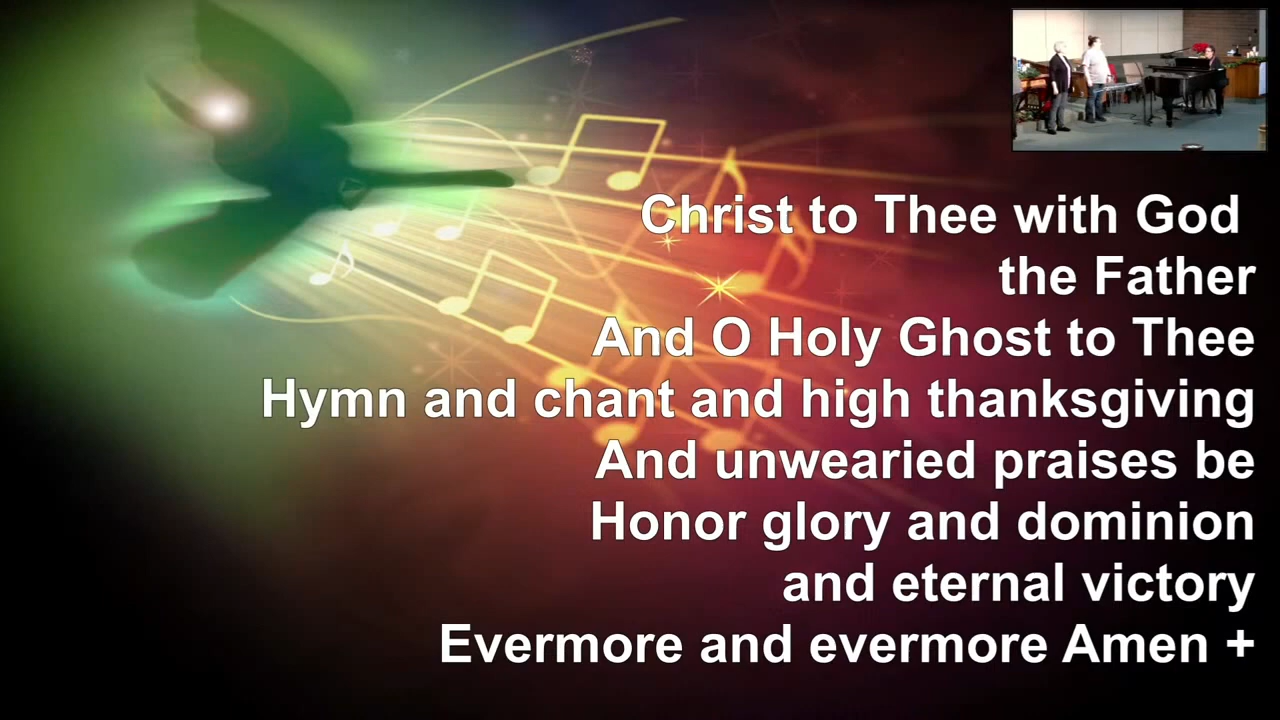 Christ to Thee with God
the Father
And O Holy Ghost to Thee
Hymn and chant and high thanksgiving
And unwearied praises be
Honor glory and dominion
and eternal victory
Evermore and evermore Amen +